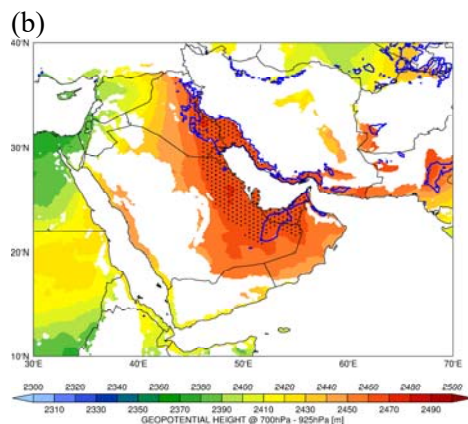 (b)
40°N
30°N
20°N
10°N
30°E 40°E 50°E 60°E 70°E
2300 2320 2340 2360 2380 2400 2420 2440 2460 2480 2500
2310 2330 2350 2370 2390 2410 2430 2450 2470 2490
GEOPOTENTIAL HEIGHT @ 700hPa - 925hPa [m]